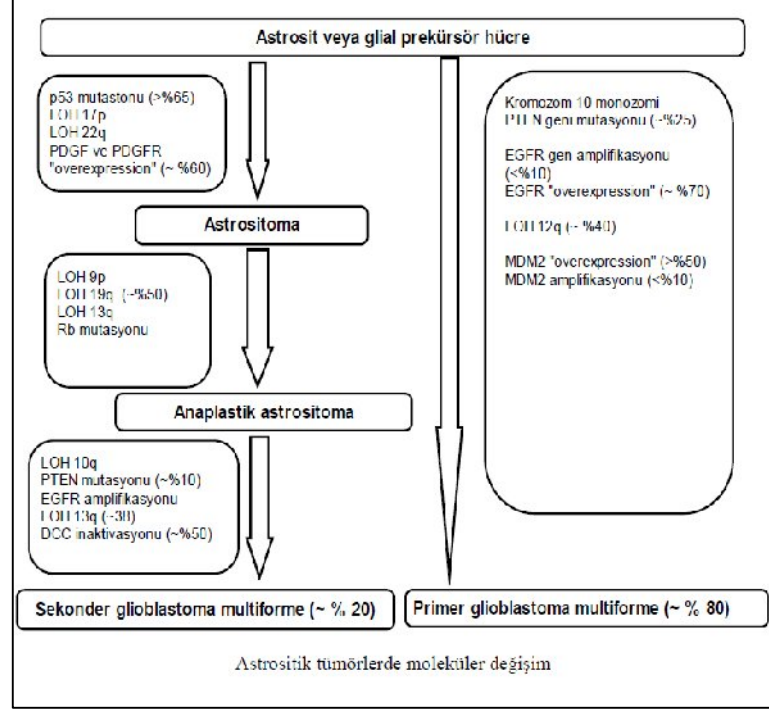 Astrosit veya glial prekürsör hücre
p53 mutastonu (>%65)
LOH 17p
LOH 22q
PDGF vc PDGFR
"overexpression" (~ %60)
Astrositoma
LOH 9p
LOH 19q (~%50)
LOH 13q
Rb mutasyonu
Anaplastik astrositoma
LOH 10q
PTEN mutasyonu (~%10)
EGFR amplifikasyonu
LOH 13q (~38)
DCC inaktivasyonu (~%50)
Sekonder glioblastoma multiforme (~ % 20)
Kromozom 10 monozomi
PTEN geni mutasyonu (~%25)
EGFR gen amplifikasyonu
(<%10)
EGFR "overexpression" (~ %70)
LOH 12q (~ %40)
MDM2 "overexpression" (>%50)
MDM2 amplifikasyonu (<%10)
Primer glioblastoma multiforme (~ % 80)
Astrositik tümörlerde moleküler değişim